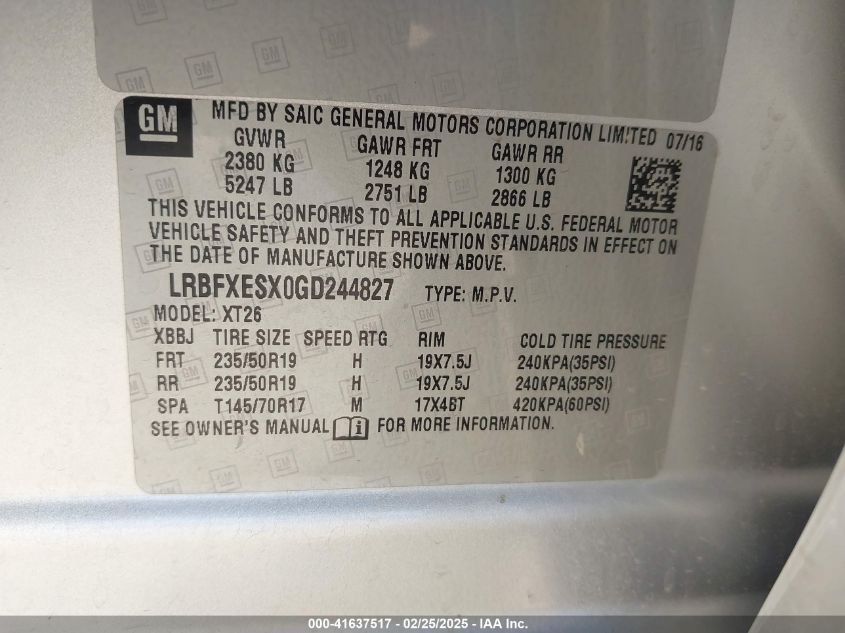 GM MFD BY SAIC GENERAL MOTORS CORPORATION LIMITED 07/16
GVWR GAWR FRT GAWR RR
2380 KG 1248 KG 1300 KG
5247 LB 2751 LB 2866 LB
THIS VEHICLE CONFORMS TO ALL APPLICABLE U.S. FEDERAL MOTOR
VEHICLE SAFETY AND THEFT PREVENTION STANDARDS IN EFFECT ON
THE DATE OF MANUFACTURE SHOWN ABOVE.
LRBFXESX0GD244827 TYPE: M.P.V.
MODEL: XT26
XBBJ TIRE SIZE SPEED RTG RIM COLD TIRE PRESSURE
FRT 235/50R19 H 19X7.5J 240KPA(35PSI)
RR 235/50R19 H 19X7.5J 240KPA(35PSI)
SPA T145/70R17 M 17X4BT 420KPA(60PSI)
SEE OWNER'S MANUAL i FOR MORE INFORMATION.
000-41637517 - 02/25/2025 - IAA Inc.